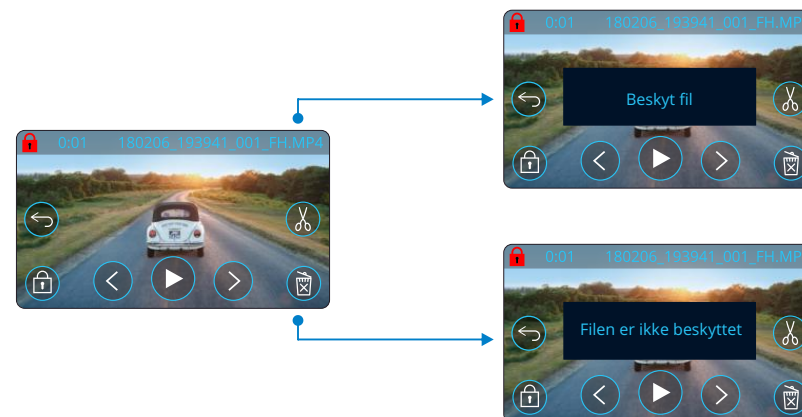 0:01 180206_193941_001_FH.MP4
0:01 180206_193941_001_FH.MP
Beskyt fil
0:01 180206_193941_001_FH.MP
Filen er ikke beskyttet